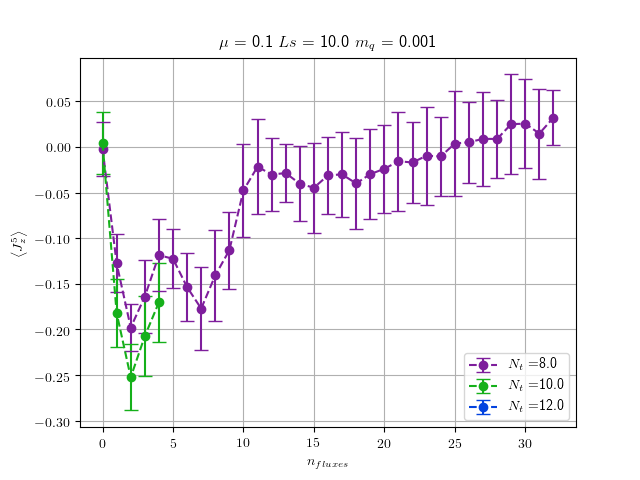 μ = 0.1 Ls = 10.0 m_q = 0.001
⟨J_z^5⟩
0.05
0.00
−0.05
−0.10
−0.15
−0.20
−0.25
−0.30
N_t =8.0
N_t =10.0
N_t =12.0
0 5 10 15 20 25 30
n_fluxes